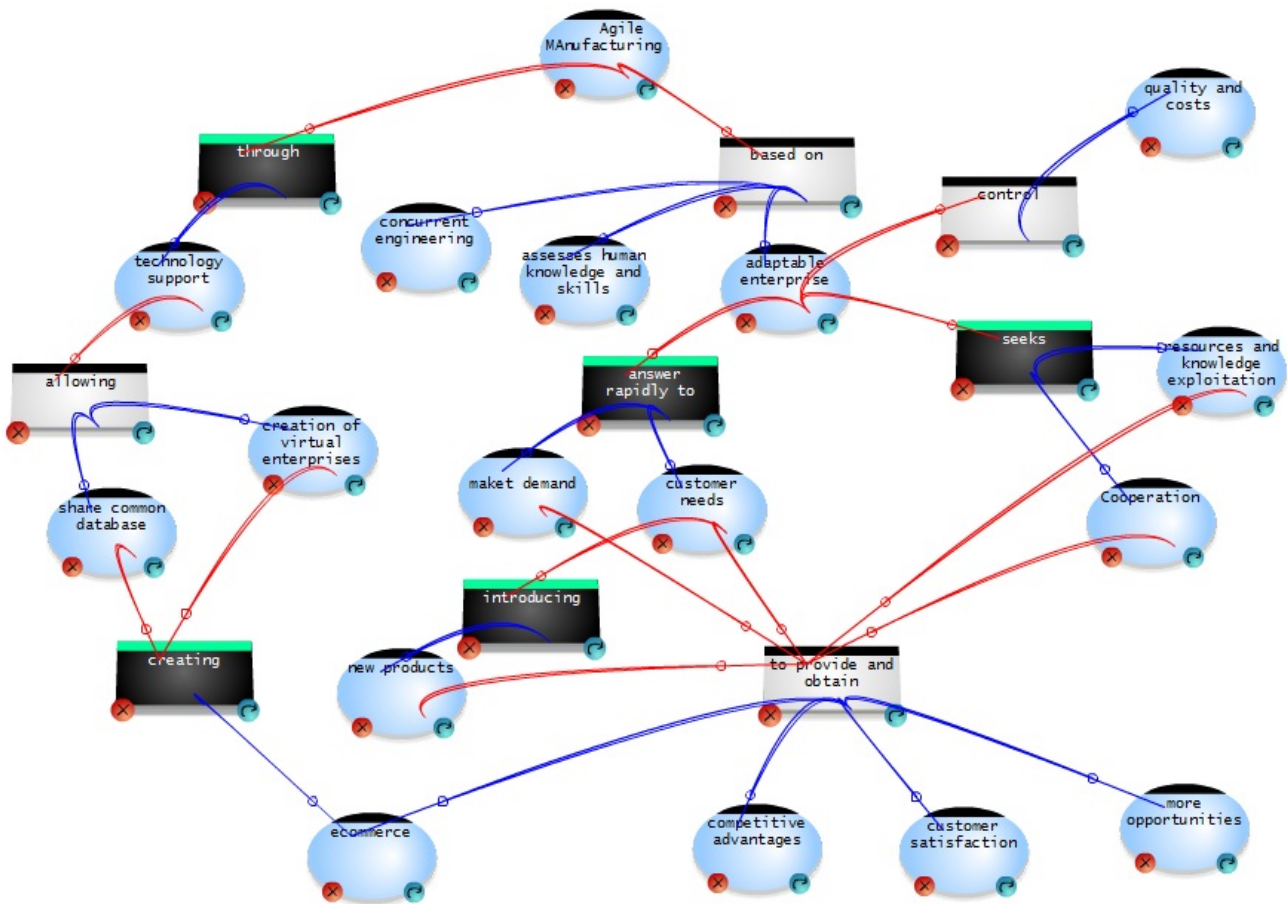 Agile
MAnufacturing
quality and
costs
through
based on
control
concurrent
engineering
technology
support
assesses human
knowledge and
skills
adaptable
enterprise
seeks
resources and
knowledge
exploitation
allowing
answer
rapidly to
creation of
virtual
enterprises
maket demand
customer
needs
Cooperation
share common
database
introducing
creating
new products
to provide and
obtain
ecommerce
competitive
advantages
customer
satisfaction
more
opportunities